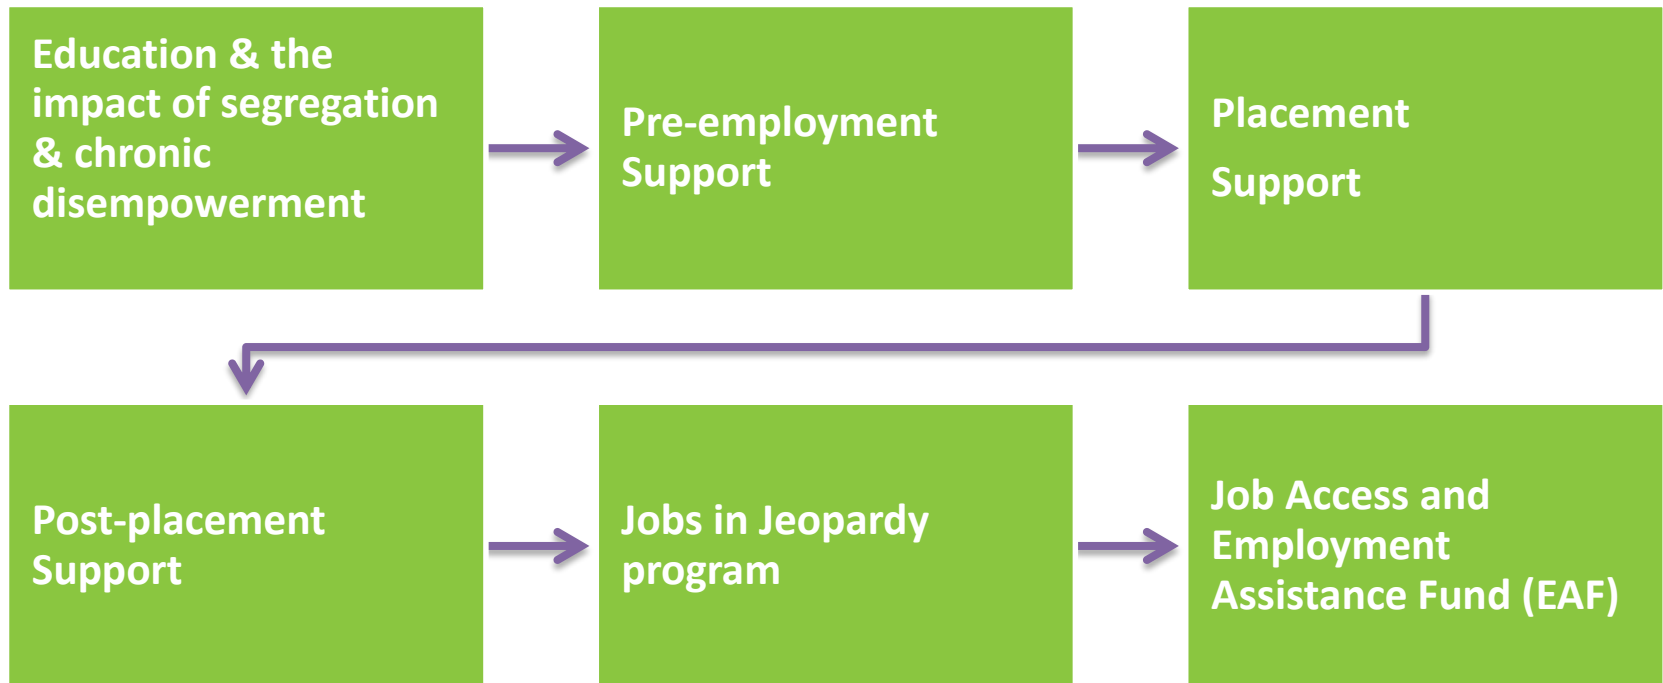 Education & the
impact of segregation
& chronic
disempowerment
Pre-employment
Support
Placement
Support
Post-placement
Support
Jobs in Jeopardy
program
Job Access and
Employment
Assistance Fund (EAF)